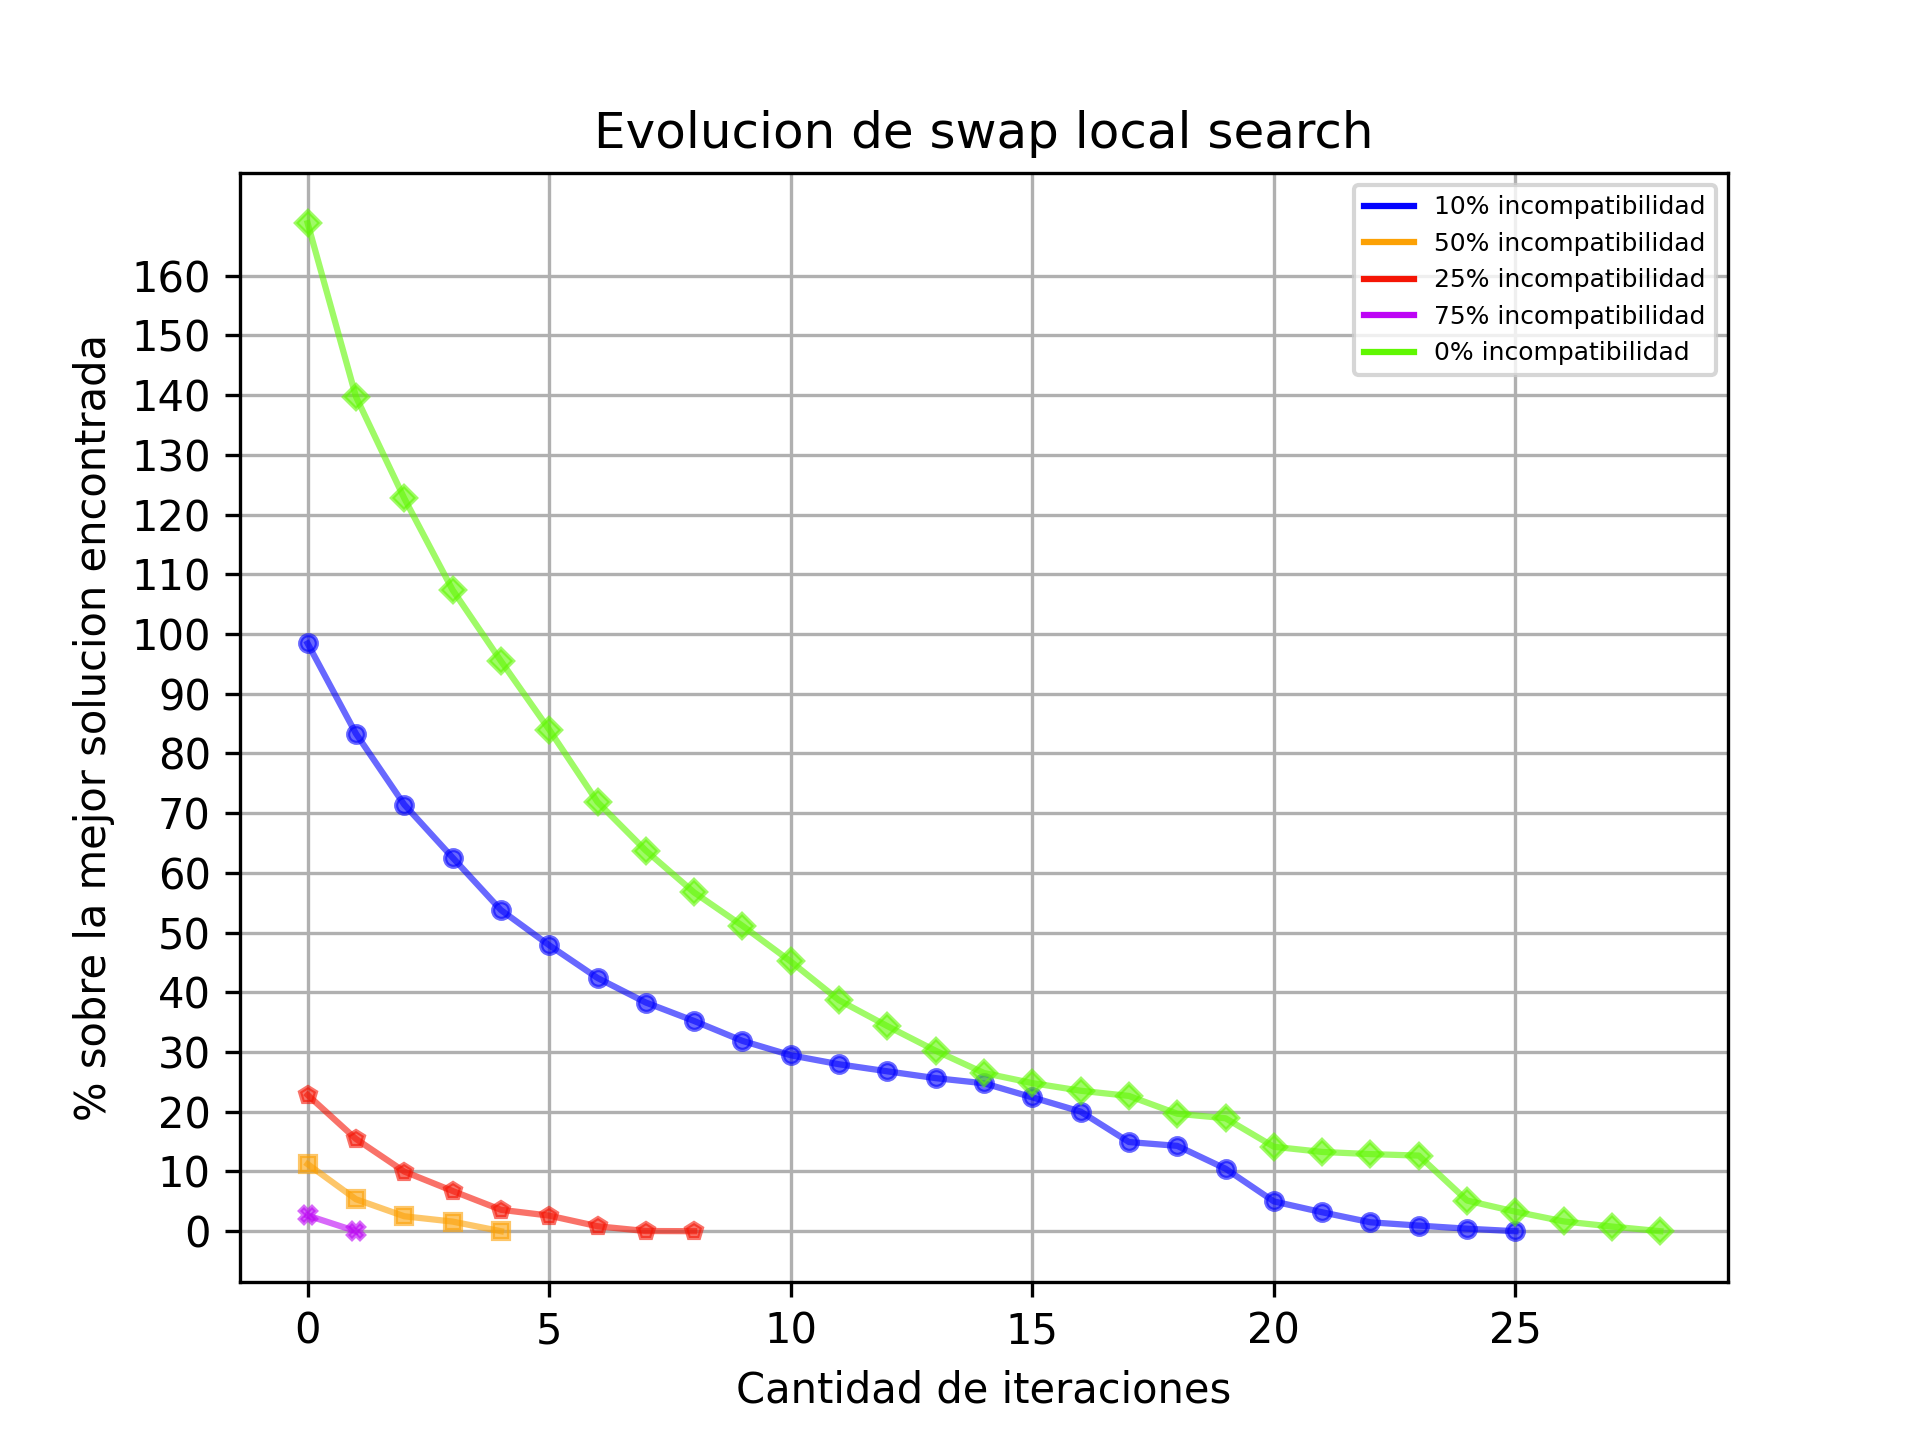 Evolucion de swap local search
10% incompatibilidad
50% incompatibilidad
25% incompatibilidad
75% incompatibilidad
0% incompatibilidad
% sobre la mejor solucion encontrada
160
150
140
130
120
110
100
90
80
70
60
50
40
30
20
10
0
0 5 10 15 20 25
Cantidad de iteraciones